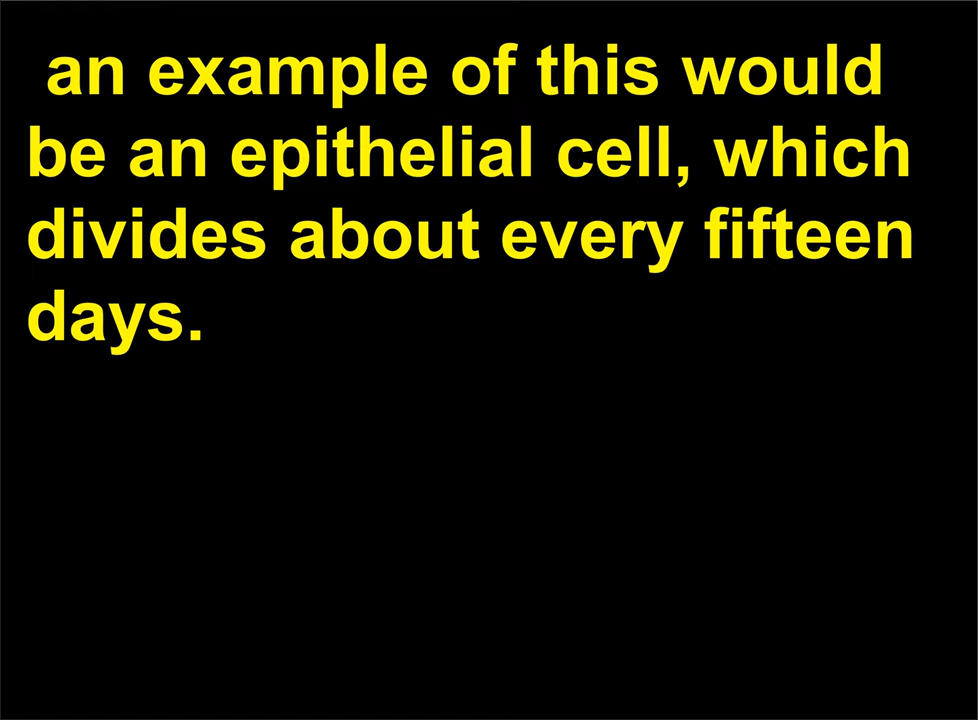 an example of this would
be an epithelial cell, which
divides about every fifteen
days.